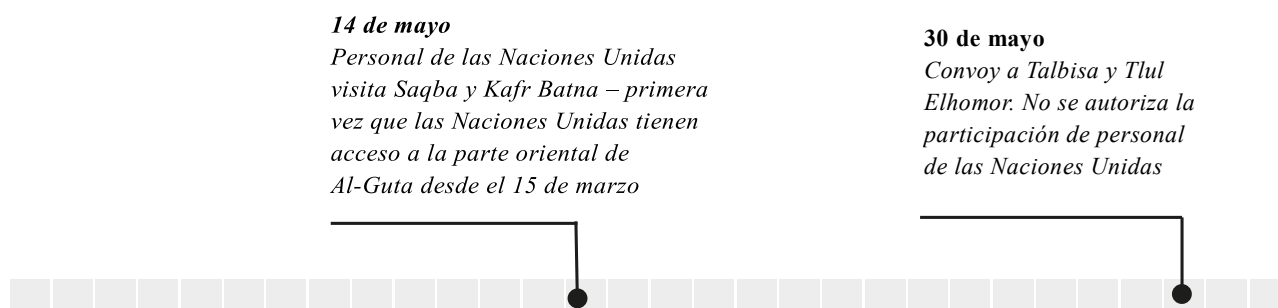 14 de mayo
Personal de las Naciones Unidas
visita Saqba y Kafr Batna – primera
vez que las Naciones Unidas tienen
acceso a la parte oriental de
Al-Guta desde el 15 de marzo
30 de mayo
Convoy a Talbisa y Tlul
Elhomor. No se autoriza la
participación de personal
de las Naciones Unidas